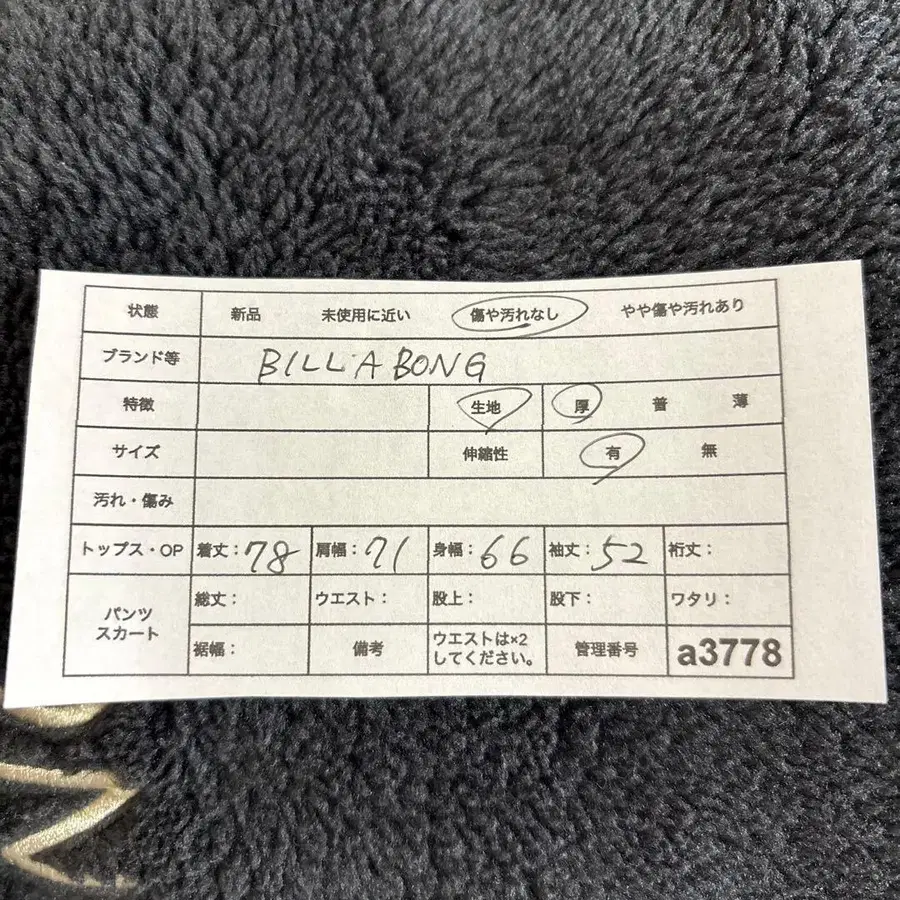 状態 新品 未使用に近い 傷や汚れなし やや傷や汚れあり
ブランド等 BILLABONG
特徴 生地 厚 普 薄
サイズ 伸縮性 有 無
汚れ・傷み
トップス・OP 着丈：78 肩幅：71 身幅：66 袖丈：52 裄丈：
パンツ スカート 総丈： ウエスト： 股上： 股下： ワタリ：
裾幅： 備考 ウエストは×2してください。 管理番号 a3778